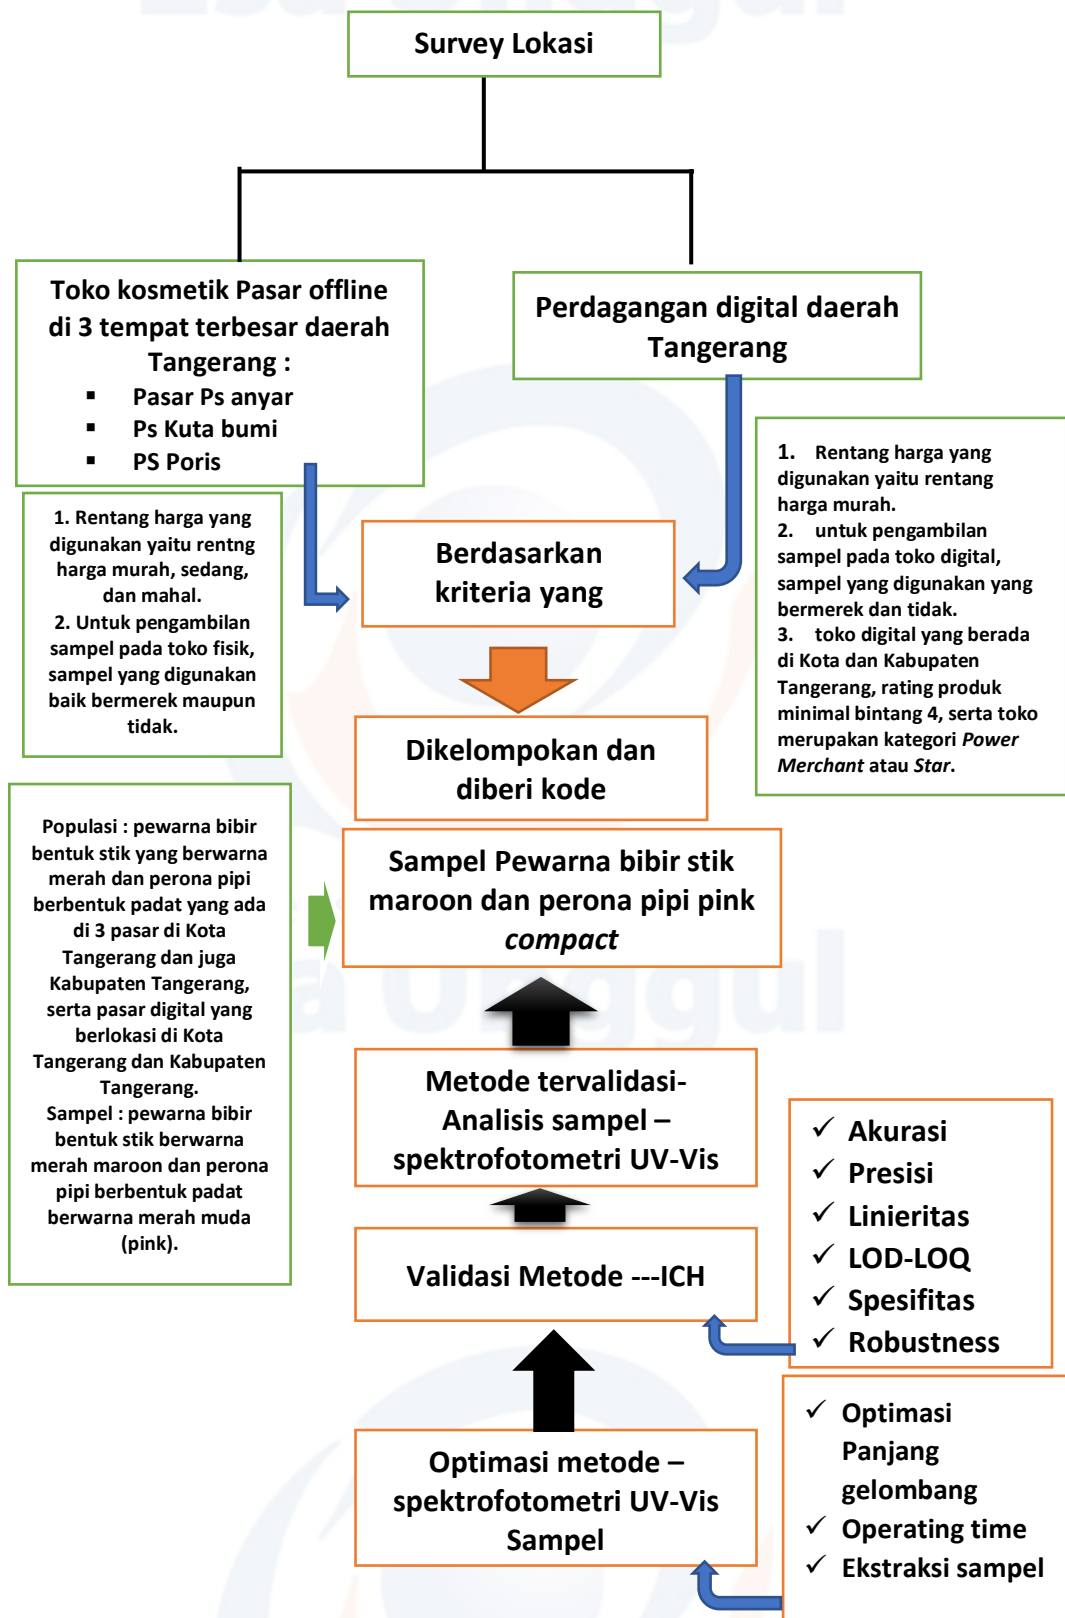 Esa Unggul
Survey Lokasi
Toko kosmetik Pasar offline
di 3 tempat terbesar daerah
Tangerang :
▪ Pasar Ps anyar
▪ Ps Kuta bumi
▪ PS Poris
Perdagangan digital daerah
Tangerang
1. Rentang harga yang
digunakan yaitu rentng
harga murah, sedang,
dan mahal.
2. Untuk pengambilan
sampel pada toko fisik,
sampel yang digunakan
baik bermerek maupun
tidak.
Berdasarkan
kriteria yang
1. Rentang harga yang
digunakan yaitu rentang
harga murah.
2. untuk pengambilan
sampel pada toko digital,
sampel yang digunakan yang
bermerek dan tidak.
3. toko digital yang berada
di Kota dan Kabupaten
Tangerang, rating produk
minimal bintang 4, serta toko
merupakan kategori Power
Merchant atau Star.
Dikelompokan dan
diberi kode
Populasi : pewarna bibir
bentuk stik yang berwarna
merah dan perona pipi
berbentuk padat yang ada
di 3 pasar di Kota
Tangerang dan juga
Kabupaten Tangerang,
serta pasar digital yang
berlokasi di Kota
Tangerang dan Kabupaten
Tangerang.
Sampel : pewarna bibir
bentuk stik berwarna
merah maroon dan perona
pipi berbentuk padat
berwarna merah muda
(pink).
Sampel Pewarna bibir stik
maroon dan perona pipi pink
compact
Esa Unggul
Metode tervalidasi-
Analisis sampel –
spektrofotometri UV-Vis
Validasi Metode ---ICH
✓ Akurasi
✓ Presisi
✓ Linieritas
✓ LOD-LOQ
✓ Spesifitas
✓ Robustness
Optimasi metode –
spektrofotometri UV-Vis
Sampel
✓ Optimasi
Panjang
gelombang
✓ Operating time
✓ Ekstraksi sampel